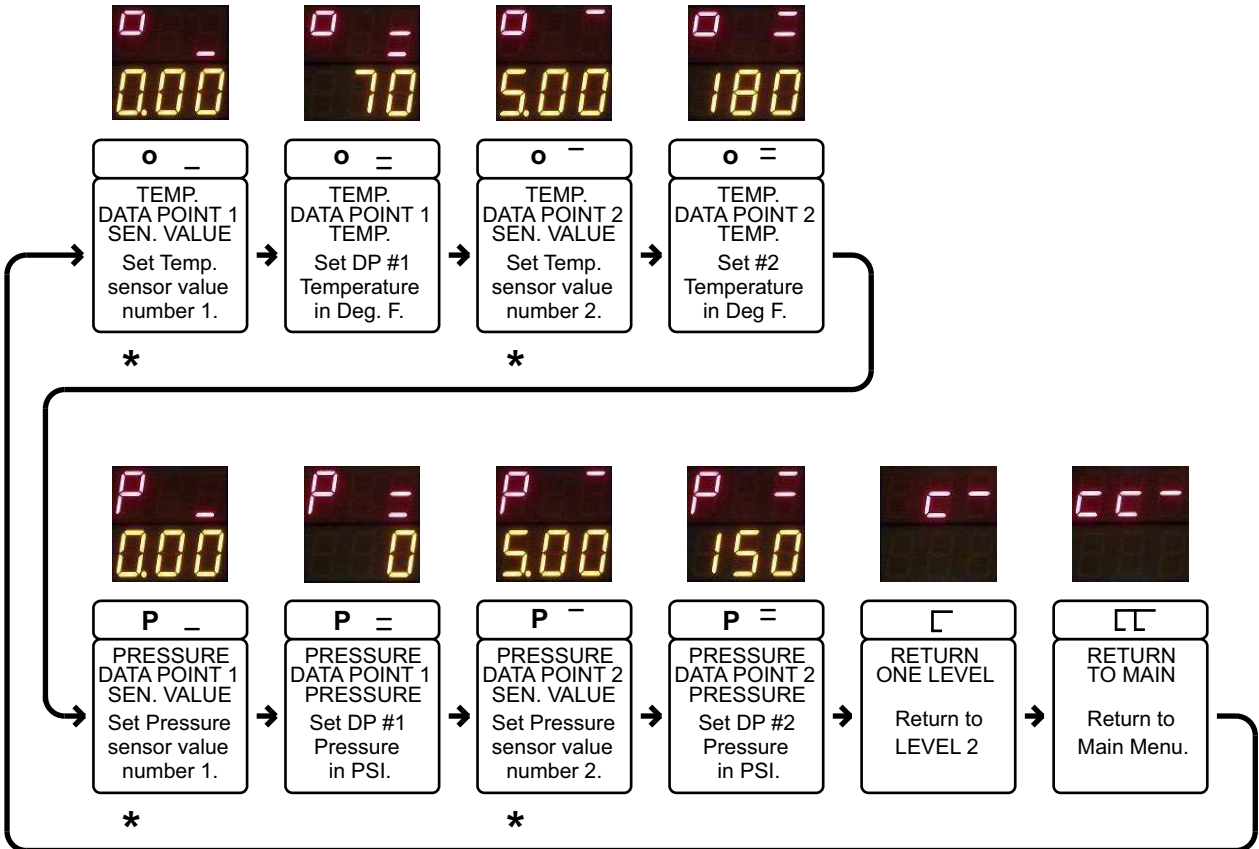 o _
0.00
o =
70
o ¯
5.00
o =
180
o _
TEMP.
DATA POINT 1
SEN. VALUE
Set Temp.
sensor value
number 1.
*
o =
TEMP.
DATA POINT 1
TEMP.
Set DP #1
Temperature
in Deg. F.
o ¯
TEMP.
DATA POINT 2
SEN. VALUE
Set Temp.
sensor value
number 2.
*
o =
TEMP.
DATA POINT 2
TEMP.
Set #2
Temperature
in Deg F.
P _
0.00
P =
0
P ¯
5.00
P =
150
c -
cc -
P _
PRESSURE
DATA POINT 1
SEN. VALUE
Set Pressure
sensor value
number 1.
*
P =
PRESSURE
DATA POINT 1
PRESSURE
Set DP #1
Pressure
in PSI.
P ¯
PRESSURE
DATA POINT 2
SEN. VALUE
Set Pressure
sensor value
number 2.
*
P =
PRESSURE
DATA POINT 2
PRESSURE
Set DP #2
Pressure
in PSI.
RETURN
ONE LEVEL
Return to
LEVEL 2
RETURN
TO MAIN
Return to
Main Menu.